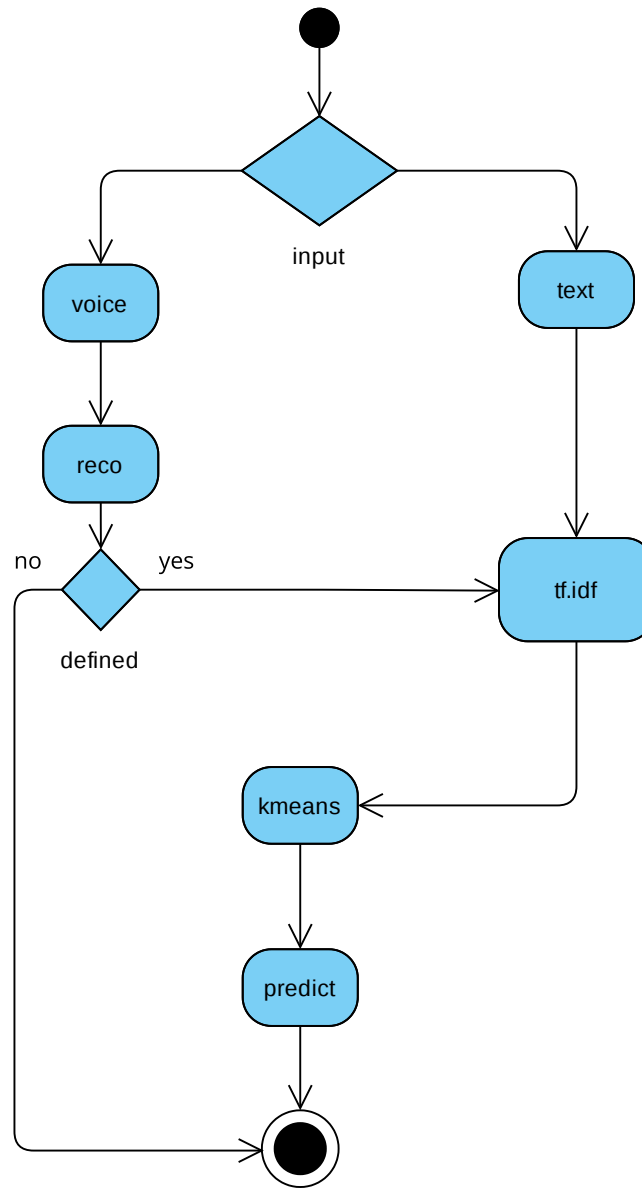 input
voice
text
reco
no
yes
tf.idf
defined
kmeans
predict